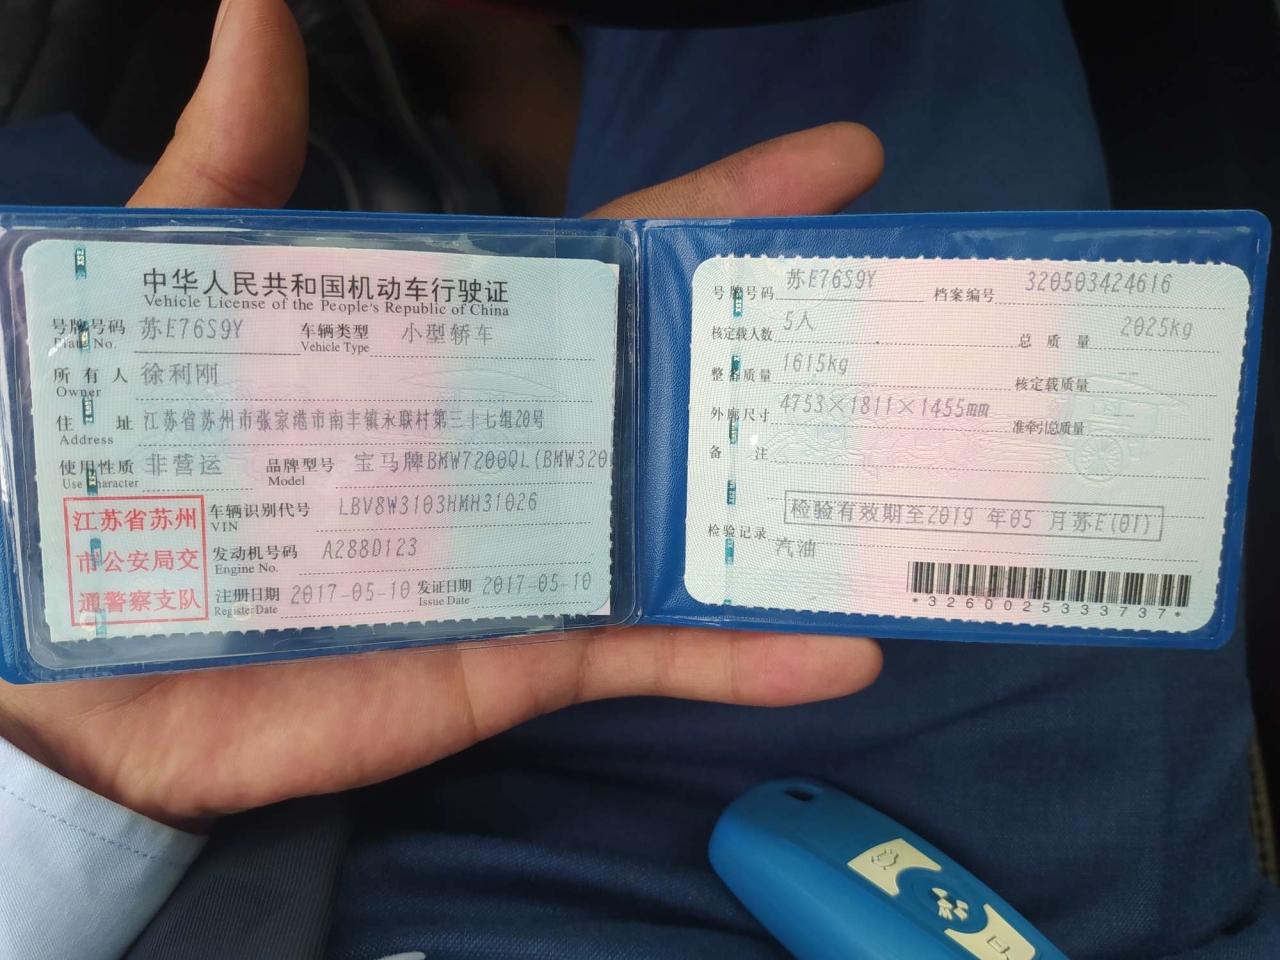 中华人民共和国机动车行驶证
Vehicle License of the People's Republic of China
号牌号码 苏E76S9Y 车辆类型 小型轿车
Plate No. Vehicle Type
所有人 徐利刚
Owner
住址 江苏省苏州市张家港市南丰镇永联村第三十七组20号
Address
使用性质 非营运 品牌型号 宝马牌BMW7200QL(BMW320
Use Character Model
江苏省苏州
市公安局交
通警察支队
车辆识别代号 LBV8W3103HMH31026
VIN
发动机号码 A288D123
Engine No.
注册日期 2017-05-10 发证日期 2017-05-10
Register Date Issue Date
号牌号码 苏E76S9Y 档案编号 320503424616
核定载人数 5人 总质量 2025kg
整备质量 1615kg 核定载质量 --
外廓尺寸 4753×1811×1455mm 准牵引总质量
备注
检验有效期至2019 年05 月苏E(01)
检验记录
汽油
*3260025333737*